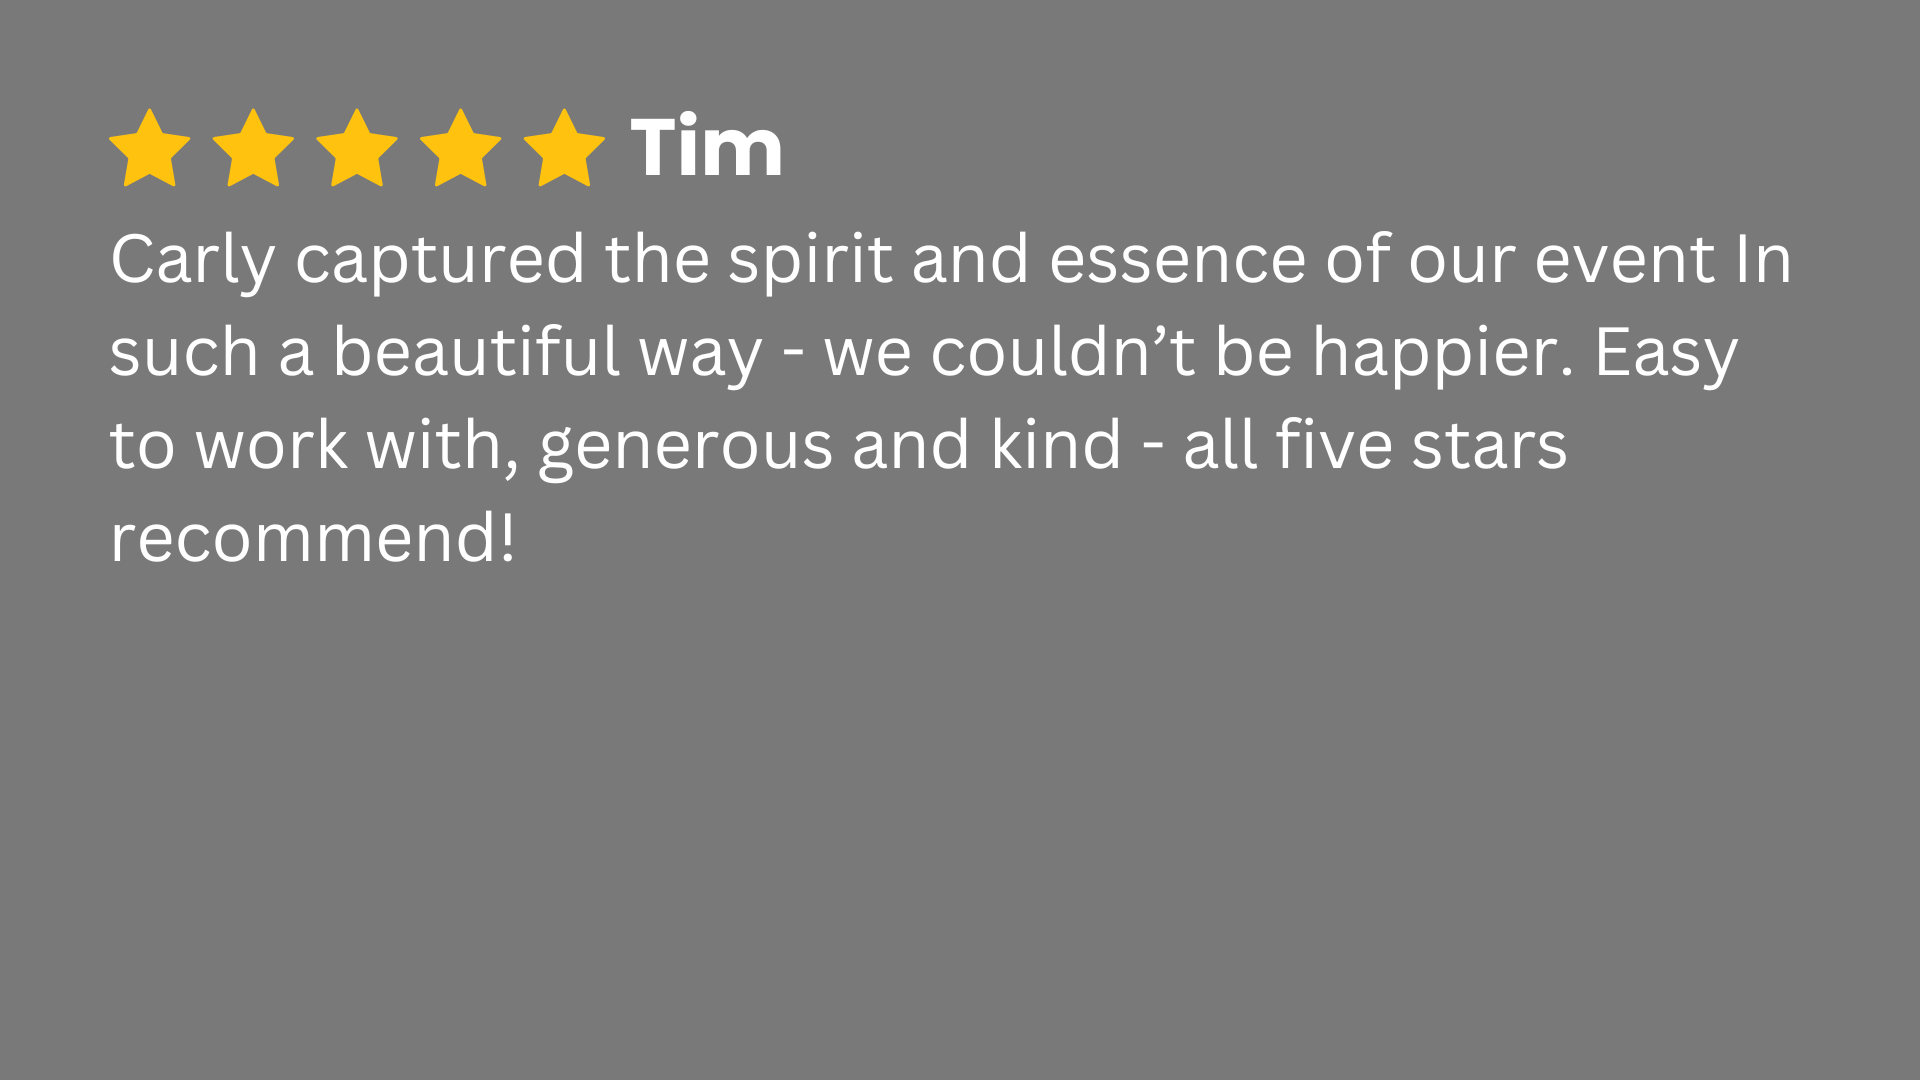 Tim
Carly captured the spirit and essence of our event In
such a beautiful way - we couldn’t be happier. Easy
to work with, generous and kind - all five stars
recommend!